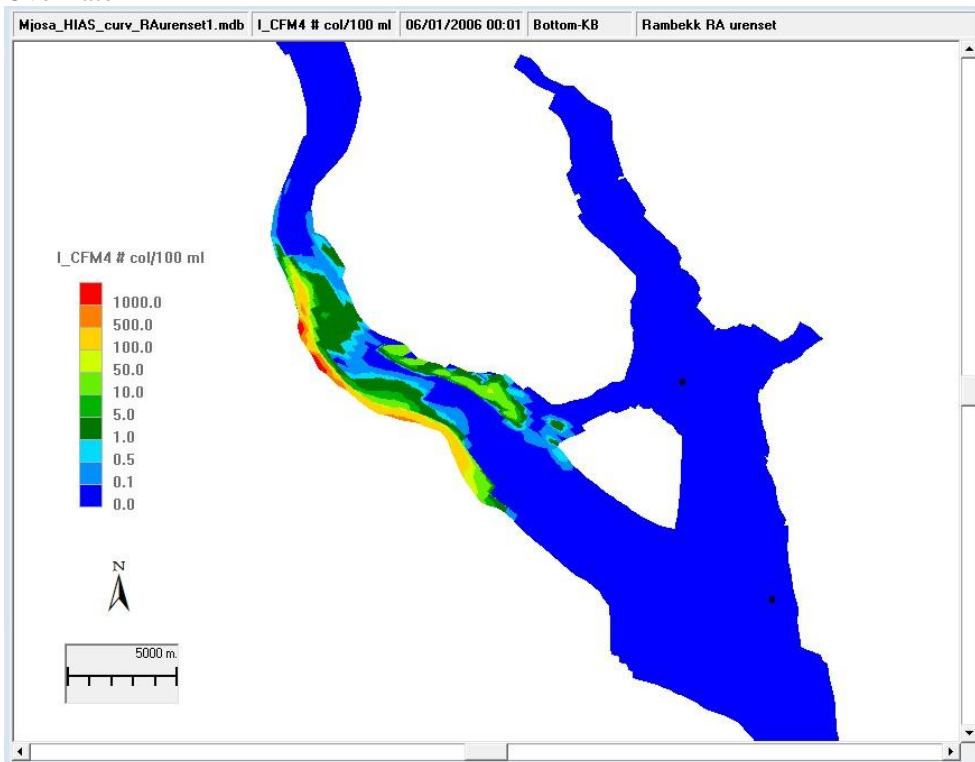 Mjosa_HIAS_curv_RAurenset1.mdb I_CFM4 # col/100 ml 06/01/2006 00:01 Bottom-KB Rambekk RA urenset
I_CFM4 # col/100 ml
1000.0
500.0
100.0
50.0
10.0
5.0
1.0
0.5
0.1
0.0
N
5000 m.